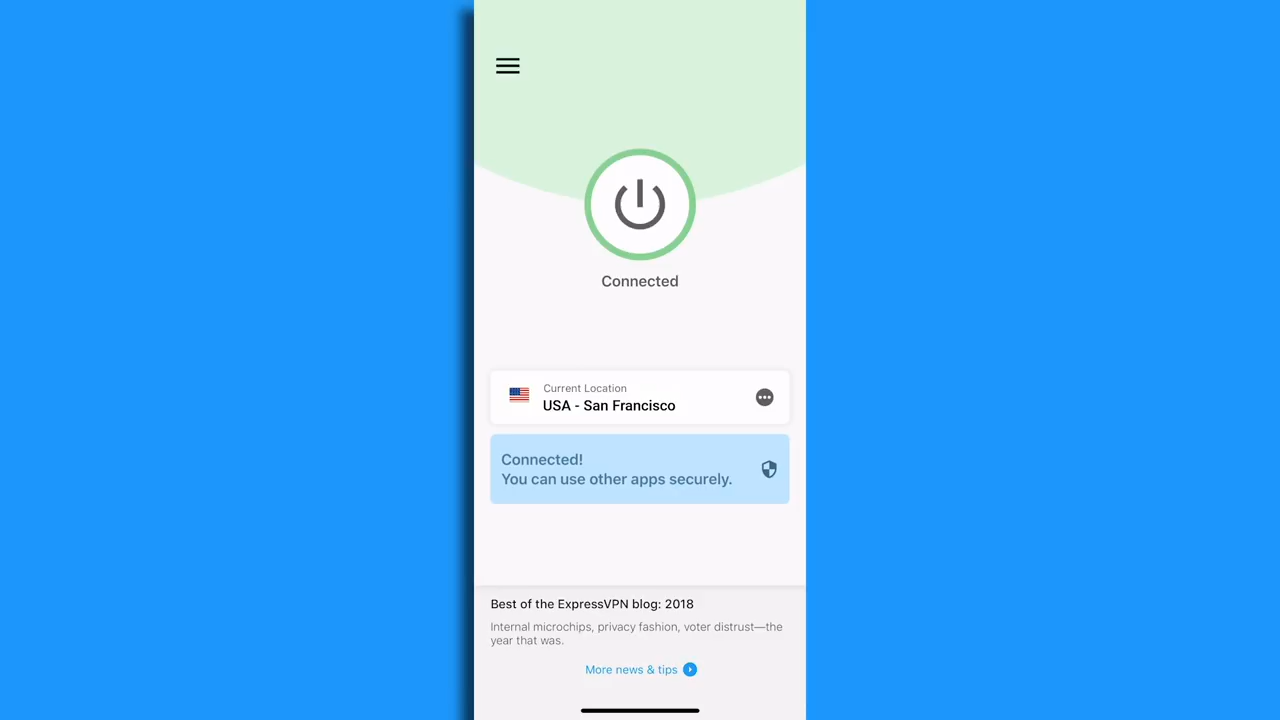 Connected
Current Location
USA - San Francisco
Connected!
You can use other apps securely.
Best of the ExpressVPN blog: 2018
Internal microchips, privacy fashion, voter distrust—the
year that was.
More news & tips